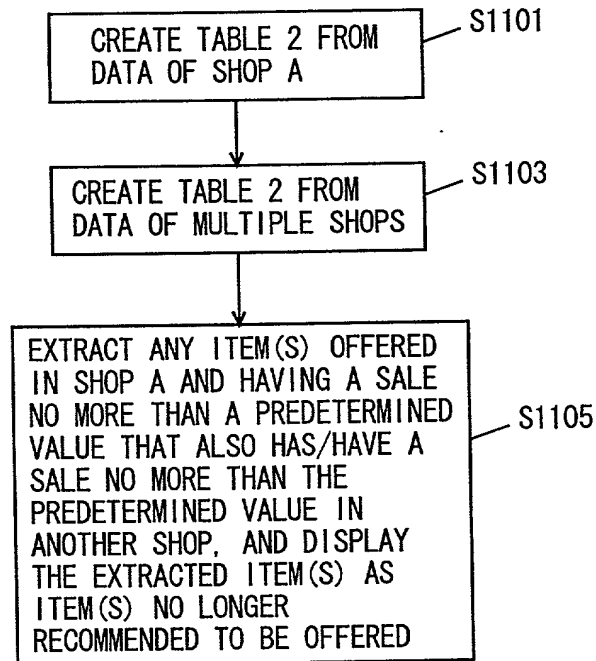 CREATE TABLE 2 FROM
DATA OF SHOP A
S1101
CREATE TABLE 2 FROM
DATA OF MULTIPLE SHOPS
S1103
EXTRACT ANY ITEM(S) OFFERED
IN SHOP A AND HAVING A SALE
NO MORE THAN A PREDETERMINED
VALUE THAT ALSO HAS/HAVE A
SALE NO MORE THAN THE
PREDETERMINED VALUE IN
ANOTHER SHOP, AND DISPLAY
THE EXTRACTED ITEM(S) AS
ITEM(S) NO LONGER
RECOMMENDED TO BE OFFERED
S1105